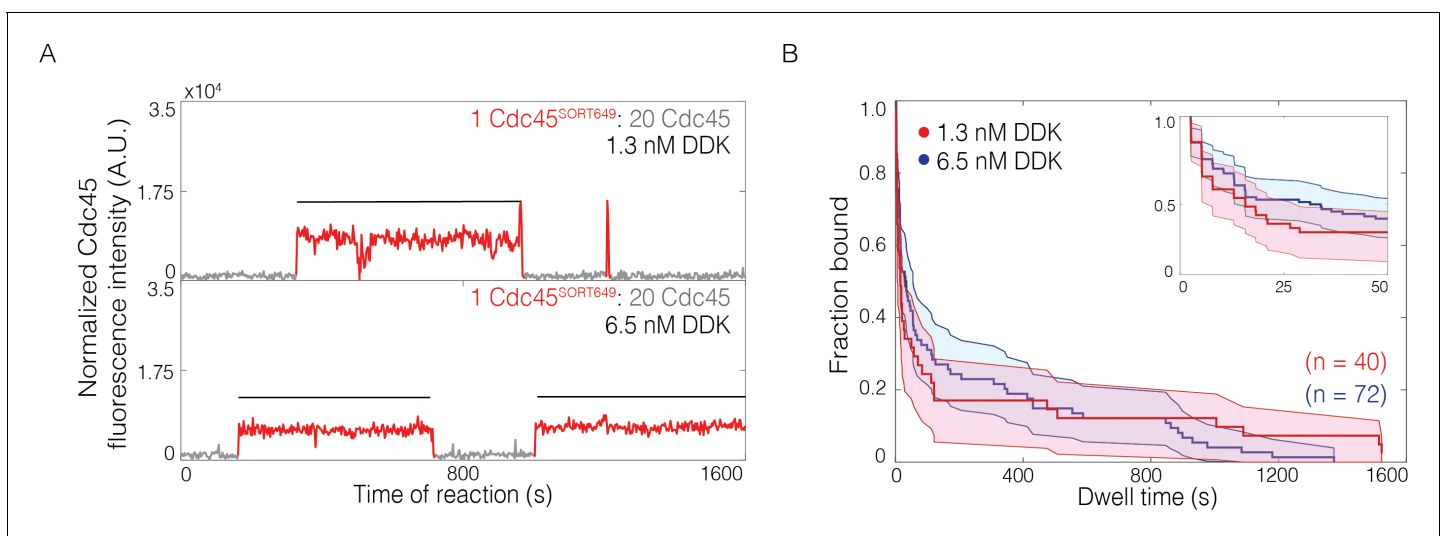 A
x10⁴
3.5
1 Cdc45ˢᴼᴿᵀ⁶⁴⁹: 20 Cdc45
1.3 nM DDK
1.75
0
3.5
1 Cdc45ˢᴼᴿᵀ⁶⁴⁹: 20 Cdc45
6.5 nM DDK
1.75
0
0 800 1600
Time of reaction (s)
Normalized Cdc45
fluorescence intensity (A.U.)
B
1.0
0.8
0.6
0.4
0.2
0
Fraction bound
1.3 nM DDK
6.5 nM DDK
1.0
0.5
0
0 25 50
(n = 40)
(n = 72)
0 400 800 1200 1600
Dwell time (s)